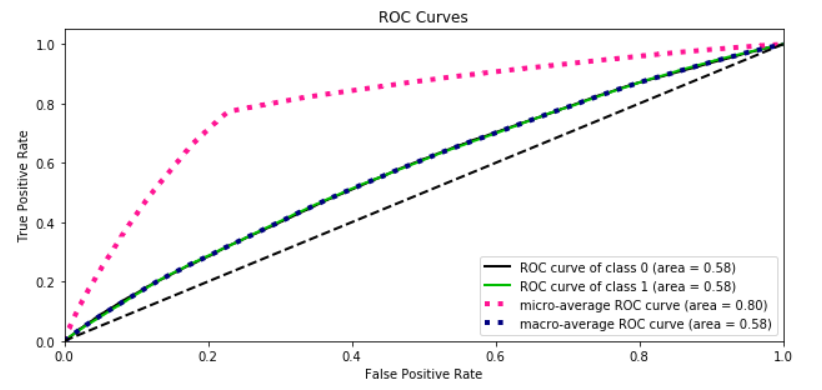 ROC Curves
True Positive Rate
1.0
0.8
0.6
0.4
0.2
0.0
ROC curve of class 0 (area = 0.58)
ROC curve of class 1 (area = 0.58)
micro-average ROC curve (area = 0.80)
macro-average ROC curve (area = 0.58)
0.0 0.2 0.4 0.6 0.8 1.0
False Positive Rate